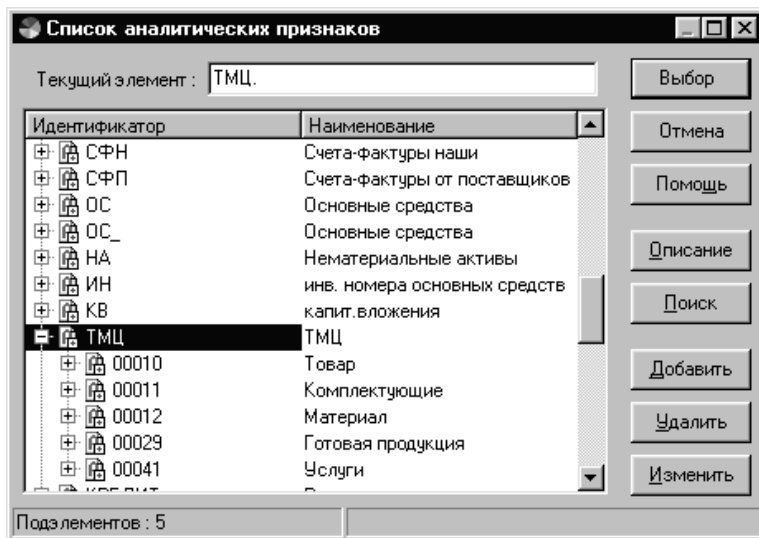 Список аналитических признаков
Текущий элемент : ТМЦ.
Выбор
Идентификатор Наименование
Отмена
СФН Счета-фактуры наши
СФП Счета-фактуры от поставщиков
Помощь
ОС Основные средства
ОС_ Основные средства
НА Нематериальные активы
Описание
ИН инв. номера основных средств
Поиск
КВ капит.вложения
ТМЦ ТМЦ
00010 Товар
Добавить
00011 Комплектующие
00012 Материал
Удалить
00029 Готовая продукция
00041 Услуги
Изменить
Подэлементов : 5